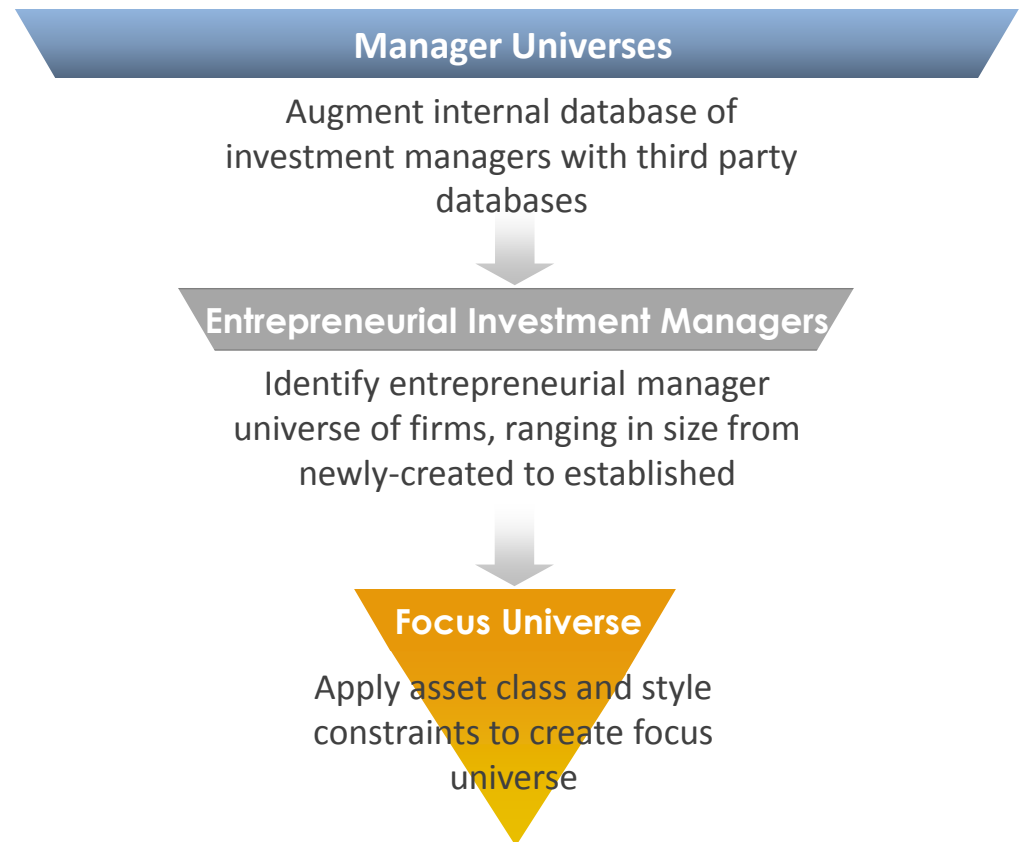 Manager Universes
Augment internal database of
investment managers with third party
databases
Entrepreneurial Investment Managers
Identify entrepreneurial manager
universe of firms, ranging in size from
newly-created to established
Focus Universe
Apply asset class and style
constraints to create focus
universe